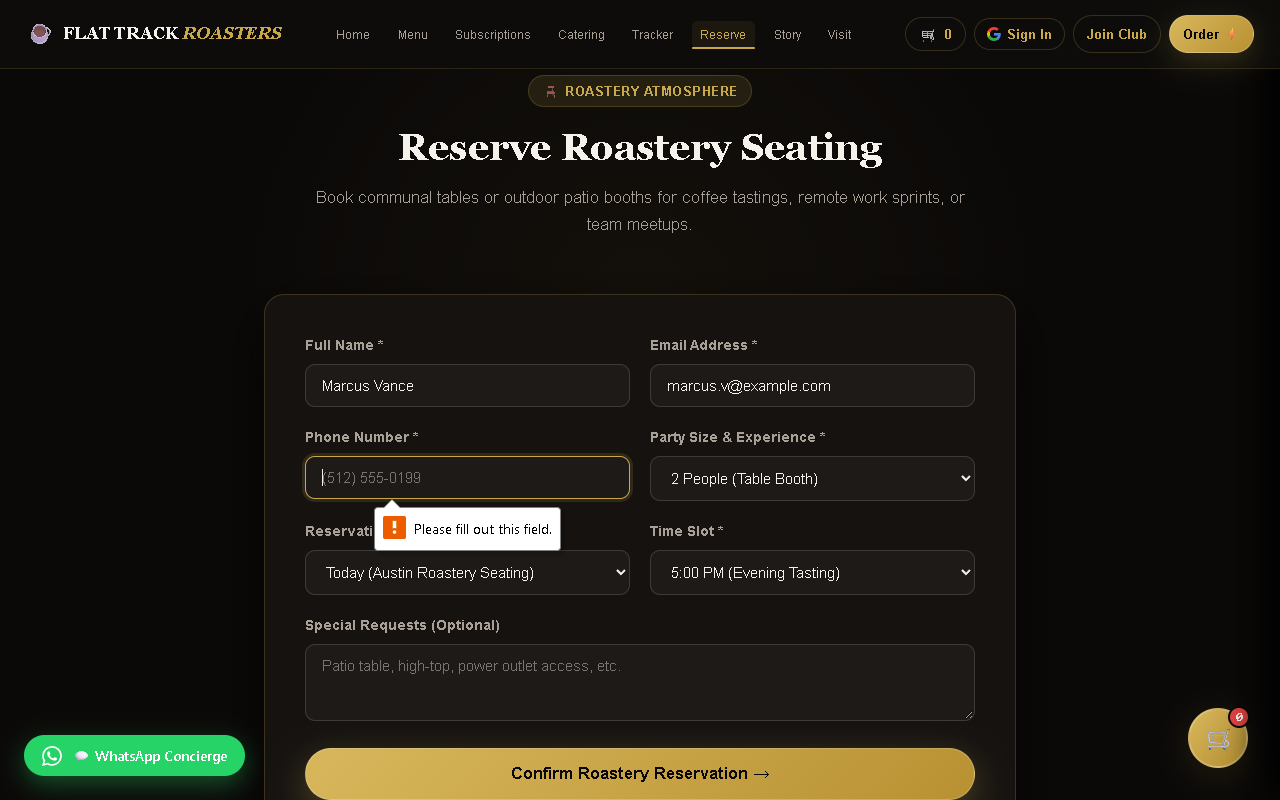 FLAT TRACK ROASTERS
Home
Menu
Subscriptions
Catering
Tracker
Reserve
Story
Visit
0
Sign In
Join Club
Order
ROASTERY ATMOSPHERE
Reserve Roastery Seating
Book communal tables or outdoor patio booths for coffee tastings, remote work sprints, or
team meetups.
Full Name *
Email Address *
Marcus Vance
marcus.v@example.com
Phone Number *
Party Size & Experience *
(512) 555-0199
2 People (Table Booth)
Please fill out this field.
Reservati
Time Slot *
Today (Austin Roastery Seating)
5:00 PM (Evening Tasting)
Special Requests (Optional)
Patio table, high-top, power outlet access, etc.
0
WhatsApp Concierge
Confirm Roastery Reservation →